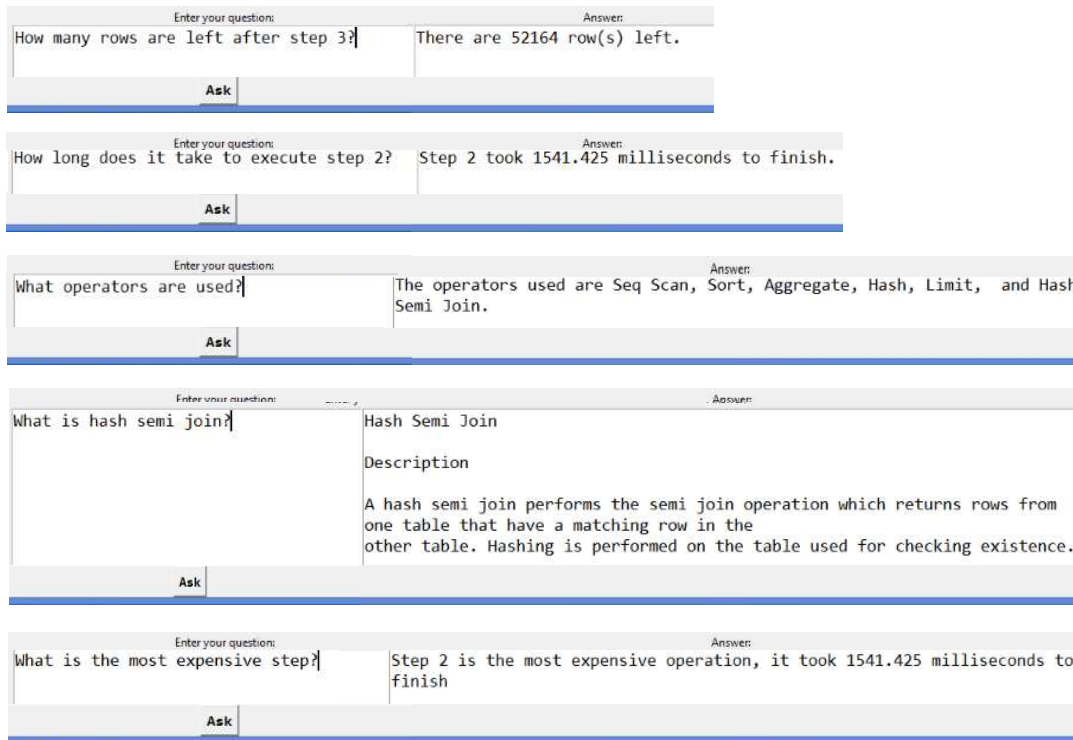 Enter your question: Answer:
How many rows are left after step 3? There are 52164 row(s) left.
Ask
Enter your question: Answer:
How long does it take to execute step 2? Step 2 took 1541.425 milliseconds to finish.
Ask
Enter your question: Answer:
What operators are used? The operators used are Seq Scan, Sort, Aggregate, Hash, Limit, and Hash
Semi Join.
Ask
Enter your question: Answer:
What is hash semi join? Hash Semi Join
Description
A hash semi join performs the semi join operation which returns rows from
one table that have a matching row in the
other table. Hashing is performed on the table used for checking existence.
Ask
Enter your question: Answer:
What is the most expensive step? Step 2 is the most expensive operation, it took 1541.425 milliseconds to
finish
Ask